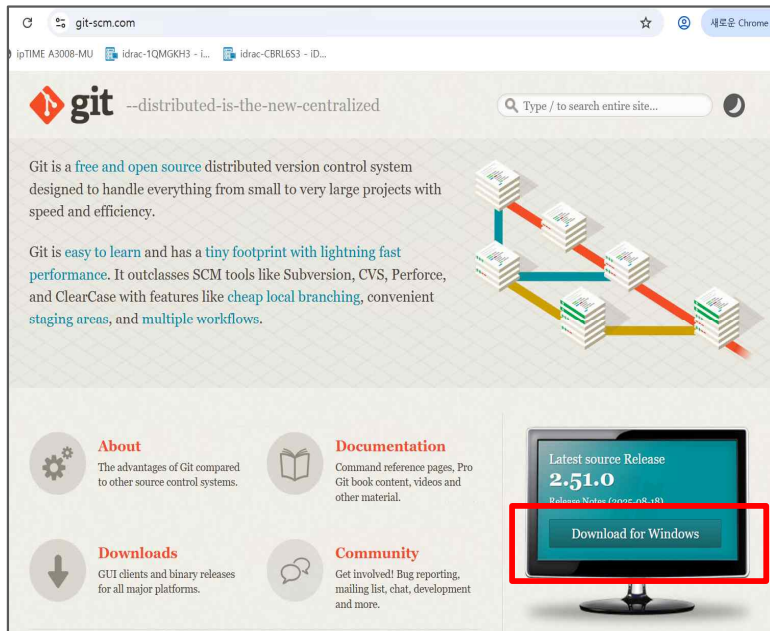 git-scm.com
새로운 Chrome
ipTIME A3008-MU
idrac-1QMGKH3 - i...
idrac-CBRL6S3 - iD...
git --distributed-is-the-new-centralized
Type / to search entire site...
Git is a free and open source distributed version control system
designed to handle everything from small to very large projects with
speed and efficiency.
Git is easy to learn and has a tiny footprint with lightning fast
performance. It outclasses SCM tools like Subversion, CVS, Perforce,
and ClearCase with features like cheap local branching, convenient
staging areas, and multiple workflows.
About
The advantages of Git compared
to other source control systems.
Documentation
Command reference pages, Pro
Git book content, videos and
other material.
Downloads
GUI clients and binary releases
for all major platforms.
Community
Get involved! Bug reporting,
mailing list, chat, development
and more.
Latest source Release
2.51.0
Release Notes (2025-08-18)
Download for Windows